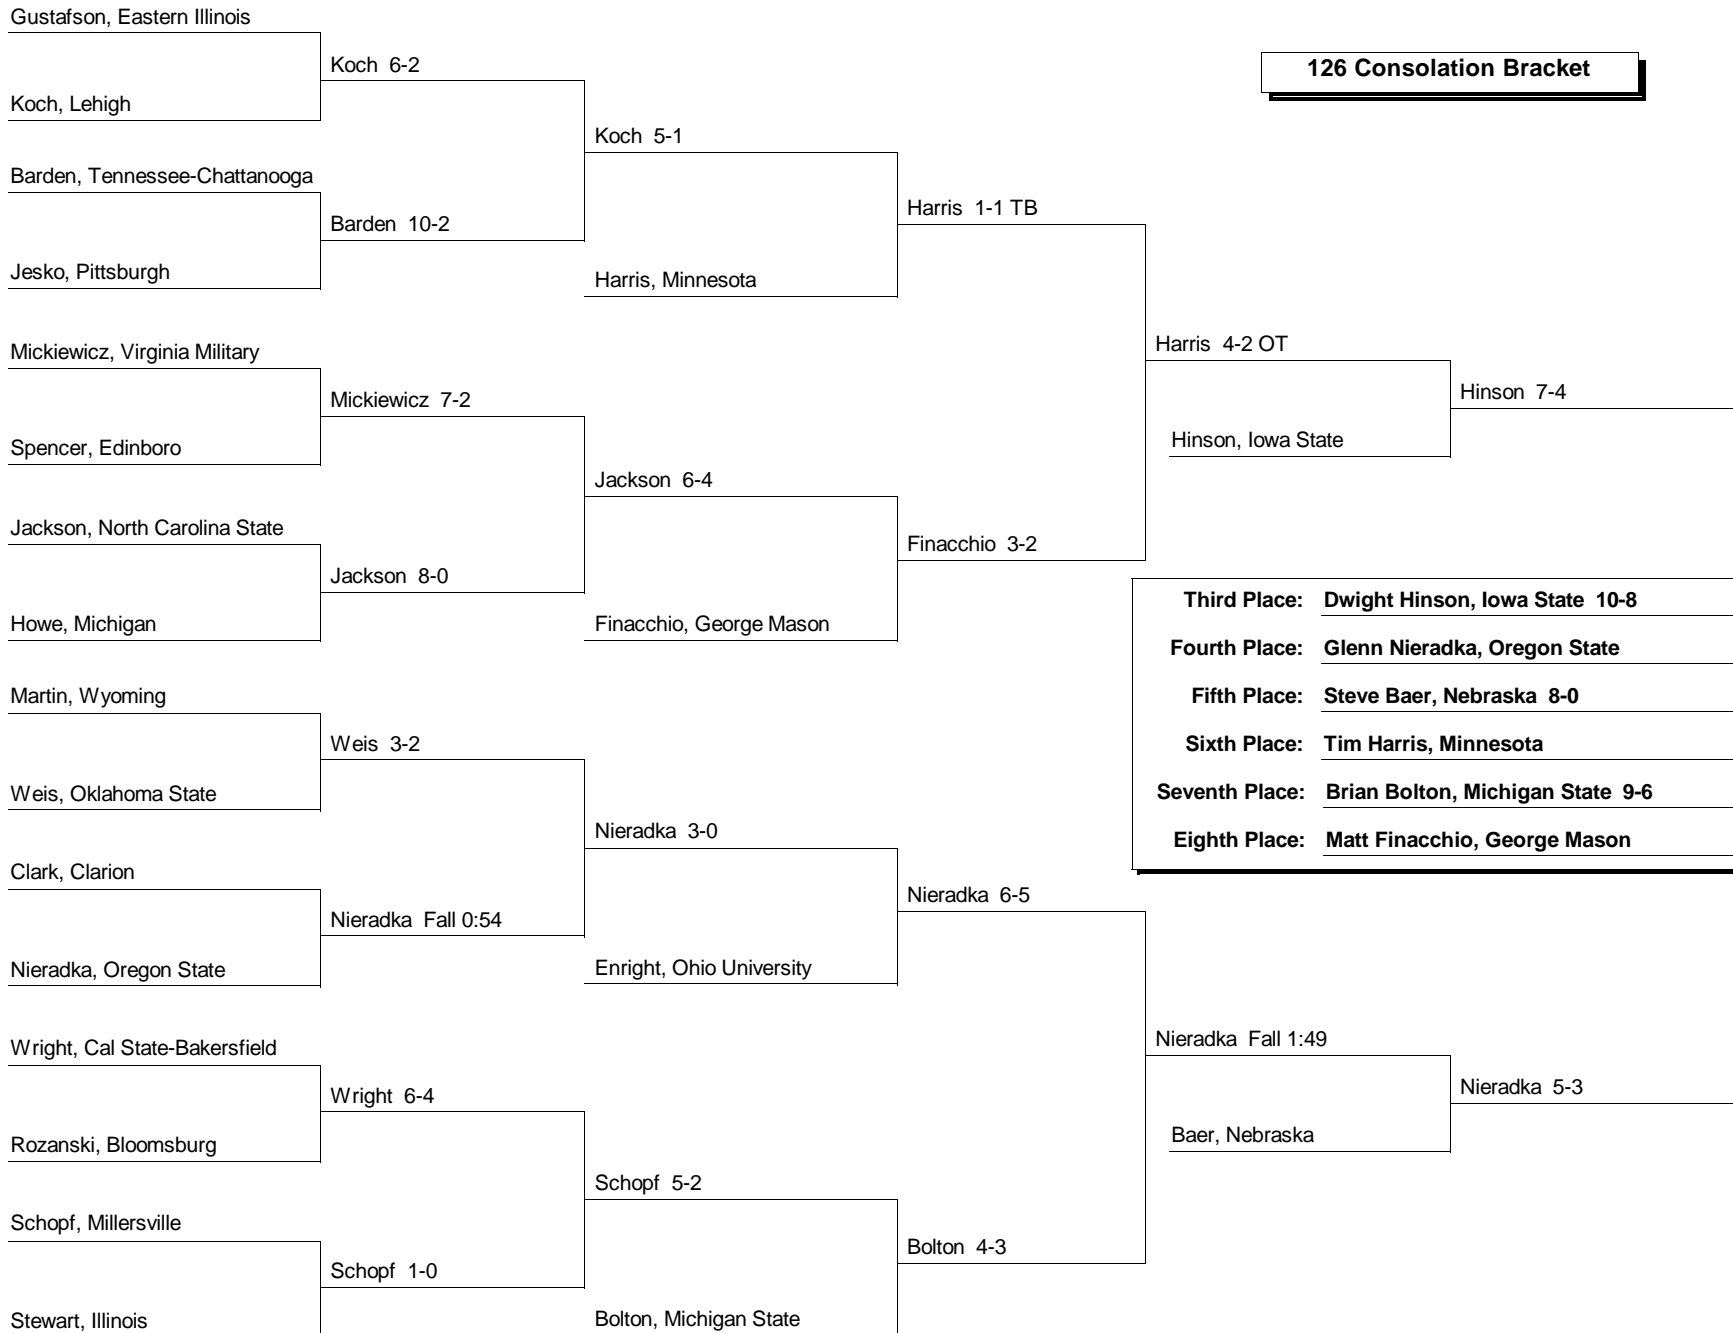 Gustafson, Eastern Illinois
Koch 6-2
126 Consolation Bracket
Koch, Lehigh
Koch 5-1
Barden, Tennessee-Chattanooga
Harris 1-1 TB
Barden 10-2
Jesko, Pittsburgh
Harris, Minnesota
Mickiewicz, Virginia Military
Harris 4-2 OT
Mickiewicz 7-2
Hinson 7-4
Spencer, Edinboro
Hinson, Iowa State
Jackson 6-4
Jackson, North Carolina State
Finacchio 3-2
Jackson 8-0
Howe, Michigan
Finacchio, George Mason
Third Place: Dwight Hinson, Iowa State 10-8
Fourth Place: Glenn Nieradka, Oregon State
Fifth Place: Steve Baer, Nebraska 8-0
Sixth Place: Tim Harris, Minnesota
Seventh Place: Brian Bolton, Michigan State 9-6
Eighth Place: Matt Finacchio, George Mason
Martin, Wyoming
Weis 3-2
Weis, Oklahoma State
Nieradka 3-0
Clark, Clarion
Nieradka 6-5
Nieradka Fall 0:54
Nieradka, Oregon State
Enright, Ohio University
Wright, Cal State-Bakersfield
Nieradka Fall 1:49
Wright 6-4
Nieradka 5-3
Rozanski, Bloomsburg
Baer, Nebraska
Schopf 5-2
Schopf, Millersville
Bolton 4-3
Schopf 1-0
Stewart, Illinois
Bolton, Michigan State